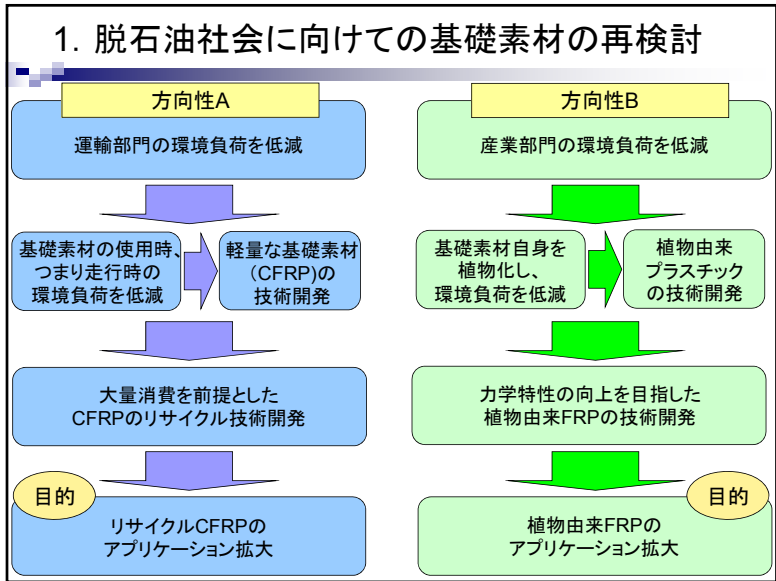 1. 脱石油社会に向けての基礎素材の再検討
方向性A
運輸部門の環境負荷を低減
基礎素材の使用時、
つまり走行時の
環境負荷を低減
軽量な基礎素材
(CFRP)の
技術開発
大量消費を前提とした
CFRPのリサイクル技術開発
目的
リサイクルCFRPの
アプリケーション拡大
方向性B
産業部門の環境負荷を低減
基礎素材自身を
植物化し、
環境負荷を低減
植物由来
プラスチック
の技術開発
力学特性の向上を目指した
植物由来FRPの技術開発
目的
植物由来FRPの
アプリケーション拡大